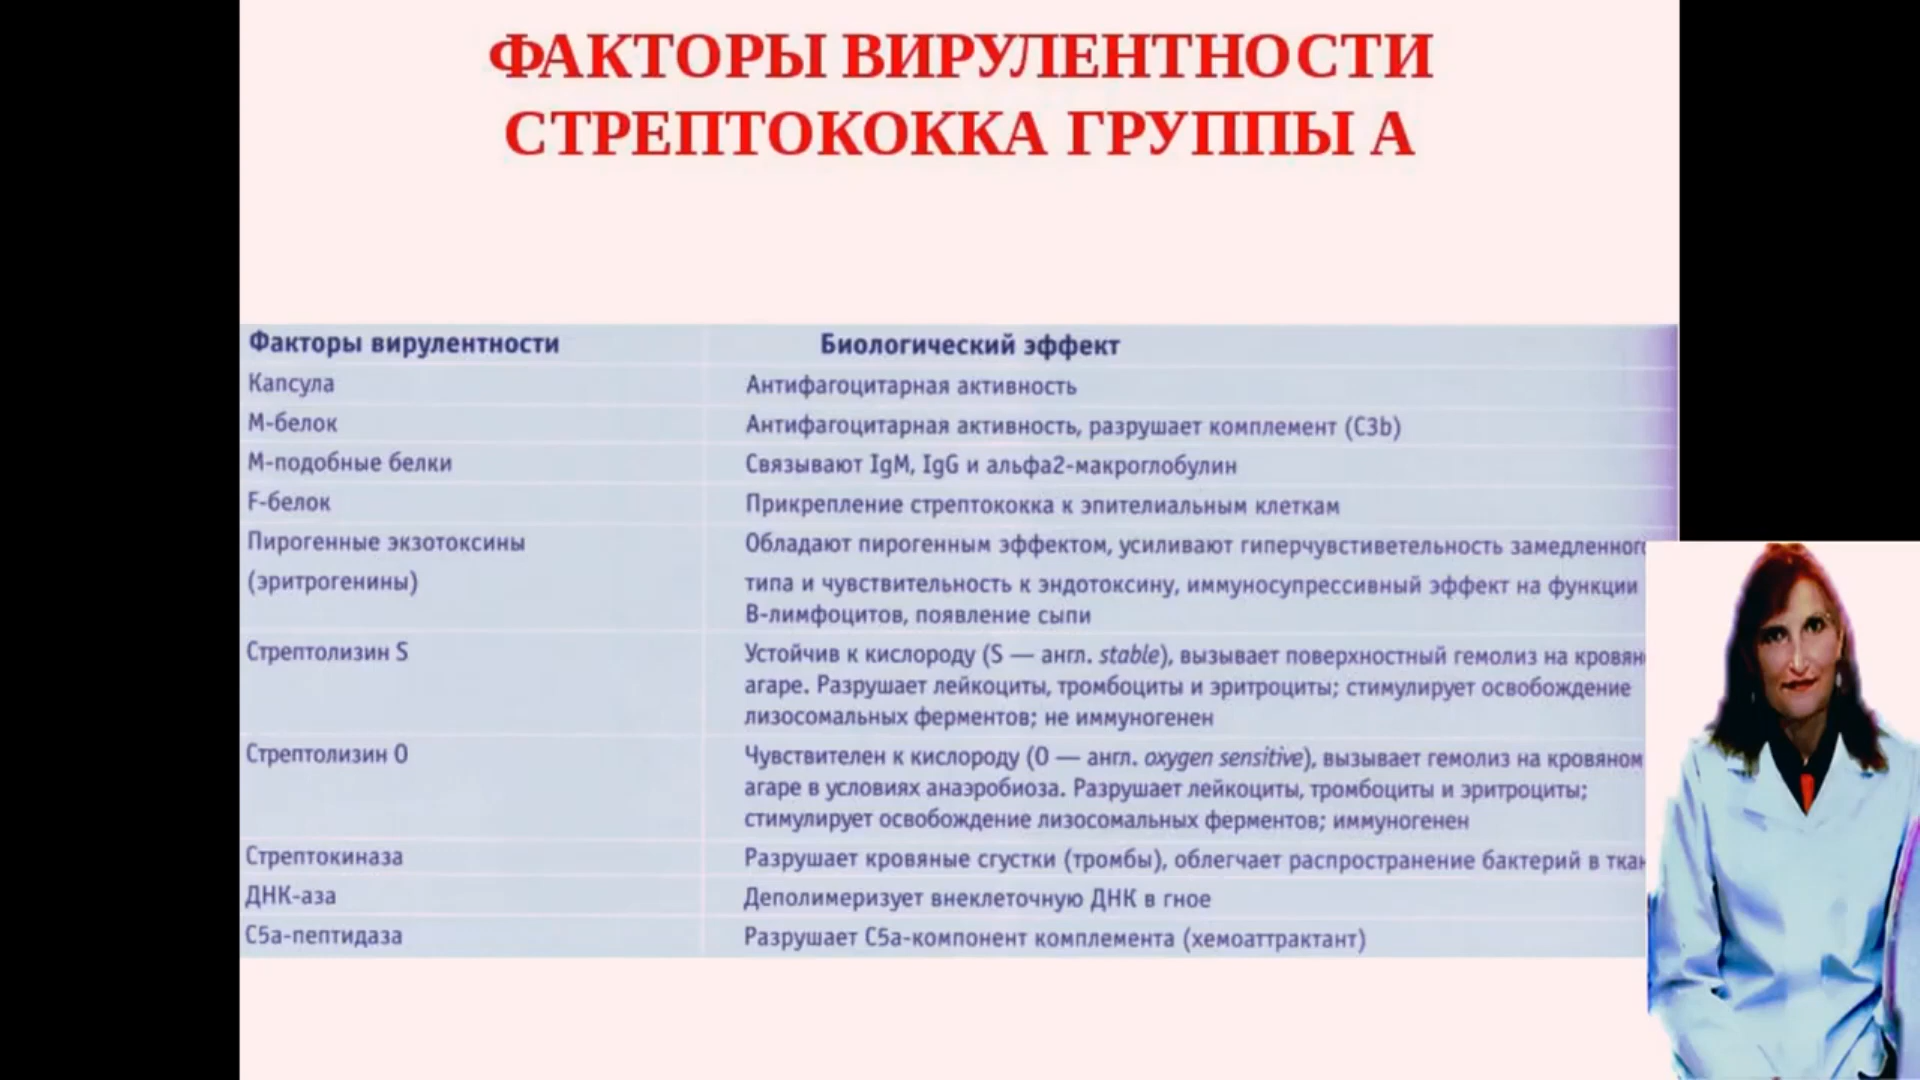 ФАКТОРЫ ВИРУЛЕНТНОСТИ
СТРЕПТОКОККА ГРУППЫ А
Факторы вирулентности Биологический эффект
Капсула Антифагоцитарная активность
М-белок Антифагоцитарная активность, разрушает комплемент (С3b)
М-подобные белки Связывают IgM, IgG и альфа2-макроглобулин
F-белок Прикрепление стрептококка к эпителиальным клеткам
Пирогенные экзотоксины Обладают пирогенным эффектом, усиливают гиперчувстиветельность замедленного
(эритрогенины) типа и чувствительность к эндотоксину, иммуносупрессивный эффект на функции
В-лимфоцитов, появление сыпи
Стрептолизин S Устойчив к кислороду (S — англ. stable), вызывает поверхностный гемолиз на
агаре. Разрушает лейкоциты, тромбоциты и эритроциты; стимулирует освобождение
лизосомальных ферментов; не иммуногенен
Стрептолизин О Чувствителен к кислороду (О — англ. oxygen sensitive), вызывает гемолиз на кровяном
агаре в условиях анаэробиоза. Разрушает лейкоциты, тромбоциты и эритроциты;
стимулирует освобождение лизосомальных ферментов; иммуногенен
Стрептокиназа Разрушает кровяные сгустки (тромбы), облегчает распространение бактерий в
ДНК-аза Деполимеризует внеклеточную ДНК в гное
С5а-пептидаза Разрушает С5а-компонент комплемента (хемоаттрактант)